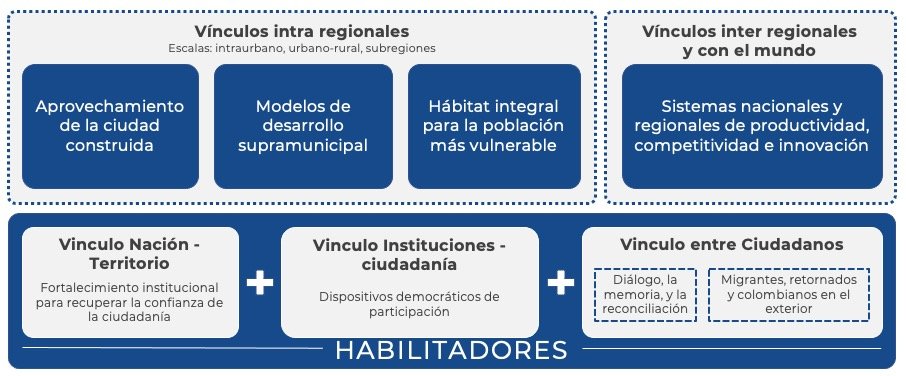 Vínculos intra regionales
Escalas: intraurbano, urbano-rural, subregiones
Aprovechamiento
de la ciudad
construida
Modelos de
desarrollo
supramunicipal
Hábitat integral
para la población
más vulnerable
Vínculos inter regionales
y con el mundo
Sistemas nacionales y
regionales de productividad,
competitividad e innovación
Vinculo Nación -
Territorio
Fortalecimiento institucional
para recuperar la confianza de
la ciudadanía
+
Vinculo Instituciones -
ciudadanía
Dispositivos democráticos de
participación
+
Vinculo entre Ciudadanos
Diálogo, la
memoria, y la
reconciliación
Migrantes, retornados
y colombianos en el
exterior
HABILITADORES